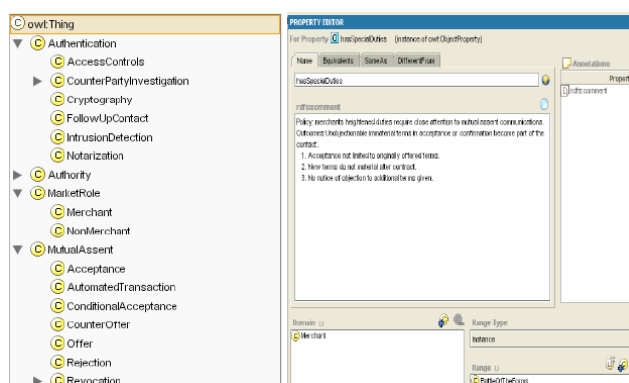 owl:Thing
Authentication
AccessControls
CounterPartyInvestigation
Cryptography
FollowUpContact
IntrusionDetection
Notarization
Authority
MarketRole
Merchant
NonMerchant
MutualAssent
Acceptance
AutomatedTransaction
ConditionalAcceptance
CounterOffer
Offer
Rejection
Revocation
PROPERTY EDITOR
For Property hasSpecialDuties (instance of owl:ObjectProperty)
Name Equivalents SameAs DifferentFrom
hasSpecialDuties
rdfs:comment
Policy: merchants heightened duties require close attention to mutual assent communications.
Outcomes: Unobjectionable immaterial terms in acceptance or confirmation become part of the
contract.
1. Acceptance not limited to originally offered terms.
2. New terms do not material alter contract.
3. No notice of objection to additional terms given.
Annotations
Propert
rdfs:comment
Domain
Merchant
Range Type
Instance
Range
BattleOfTheForms